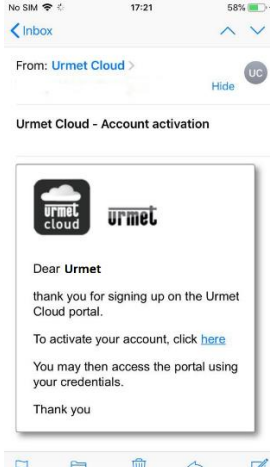 No SIM 17:21 58%
Inbox
From: Urmet Cloud
UC
Hide
Urmet Cloud - Account activation
urmet
cloud
urmet
Dear Urmet
thank you for signing up on the Urmet
Cloud portal.
To activate your account, click here
You may then access the portal using
your credentials.
Thank you